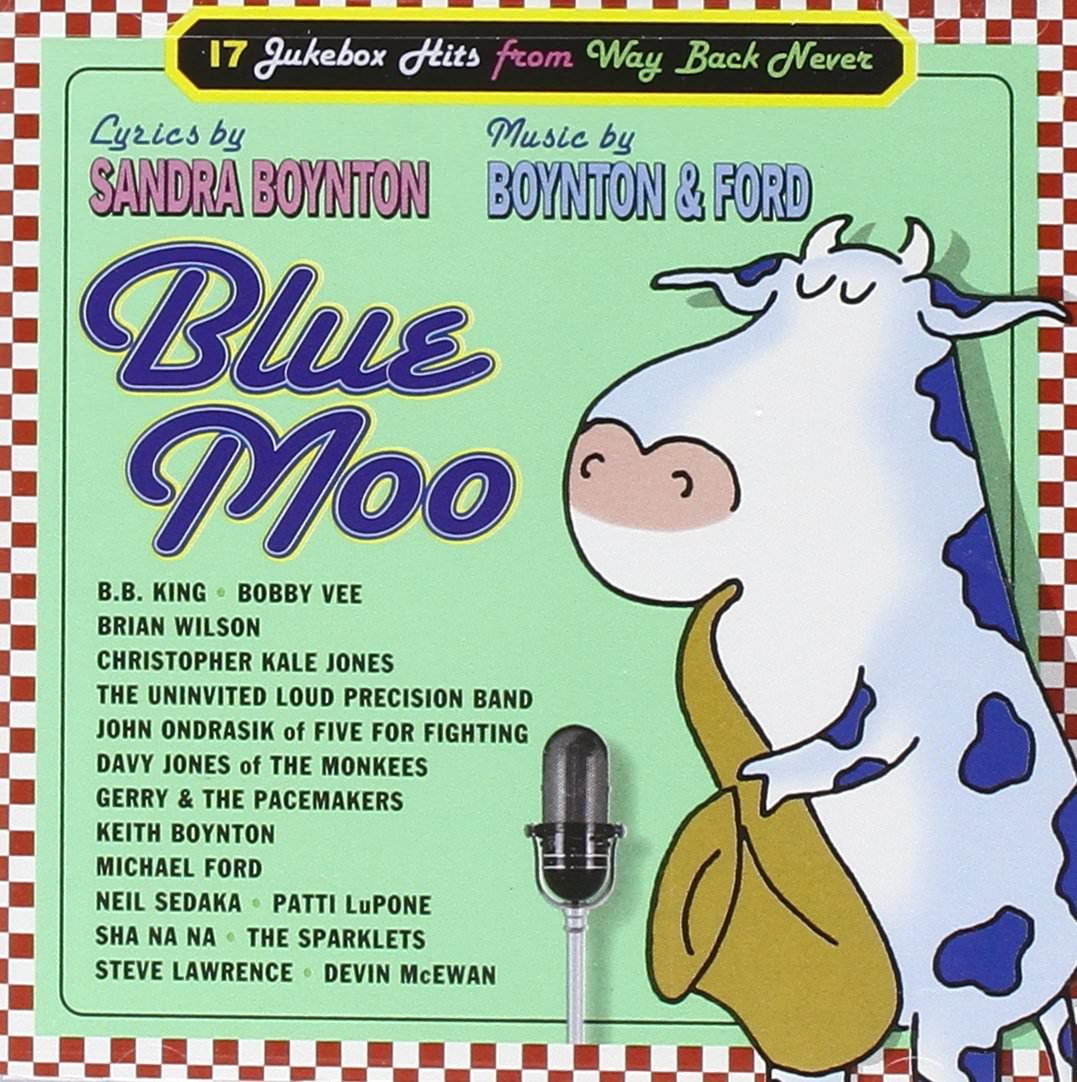 17 Jukebox Hits from Way Back Never
Lyrics by
SANDRA BOYNTON
Music by
BOYNTON & FORD
Blue
Moo
B.B. KING • BOBBY VEE
BRIAN WILSON
CHRISTOPHER KALE JONES
THE UNINVITED LOUD PRECISION BAND
JOHN ONDRASIK of FIVE FOR FIGHTING
DAVY JONES of THE MONKEES
GERRY & THE PACEMAKERS
KEITH BOYNTON
MICHAEL FORD
NEIL SEDAKA • PATTI LuPONE
SHA NA NA • THE SPARKLETS
STEVE LAWRENCE • DEVIN McEWAN